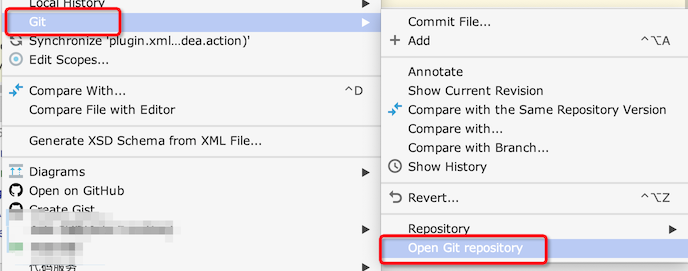 Local History
Git
Synchronize 'plugin.xml...dea.action)'
Edit Scopes...
Compare With... ^D
Compare File with Editor
Generate XSD Schema from XML File...
Diagrams
Open on GitHub
Create Gist
代码服务
Commit File...
Add ^⌥A
Annotate
Show Current Revision
Compare with the Same Repository Version
Compare with...
Compare with Branch...
Show History
Revert... ^⌥Z
Repository
Open Git repository